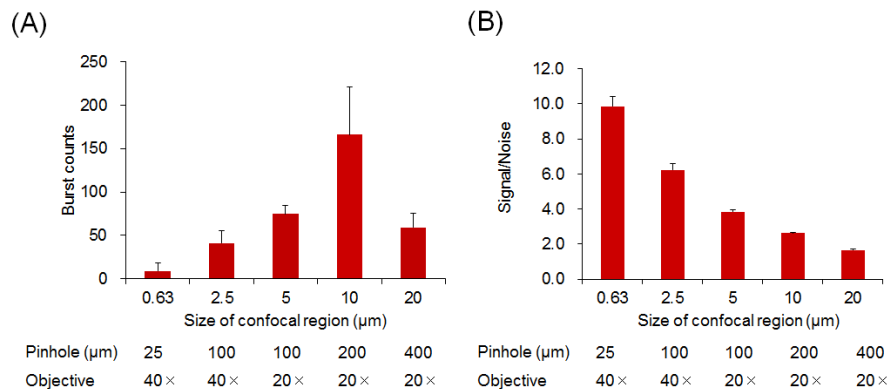 (A)
250
200
150
100
50
0
Burst counts
0.63 2.5 5 10 20
Size of confocal region (μm)
Pinhole (μm) 25 100 100 200 400
Objective 40× 40× 20× 20× 20×
(B)
12.0
10.0
8.0
6.0
4.0
2.0
0.0
Signal/Noise
0.63 2.5 5 10 20
Size of confocal region (μm)
Pinhole (μm) 25 100 100 200 400
Objective 40× 40× 20× 20× 20×